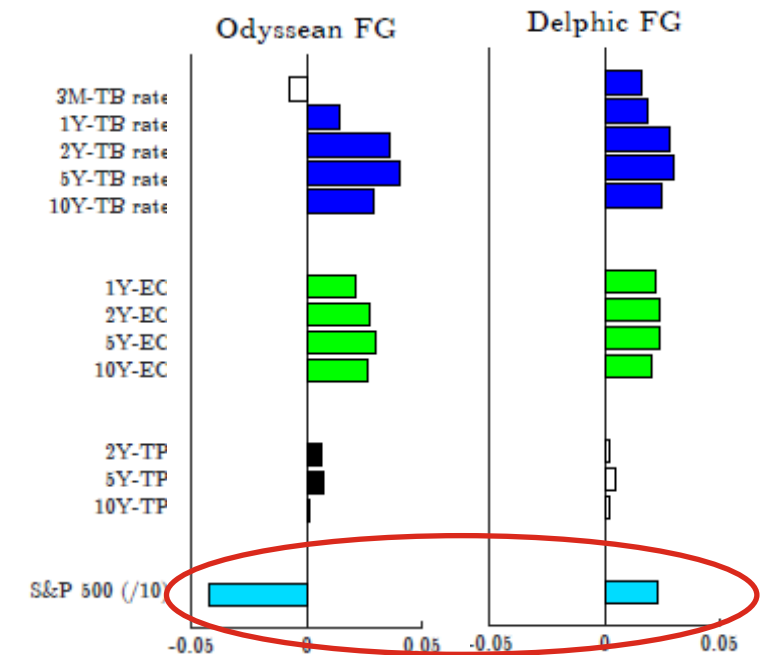 Odyssean FG
Delphic FG
3M-TB rate
1Y-TB rate
2Y-TB rate
5Y-TB rate
10Y-TB rate
1Y-EC
2Y-EC
5Y-EC
10Y-EC
2Y-TP
5Y-TP
10Y-TP
S&P 500 (/10)
-0.05 0 0.05 -0.05 0 0.05